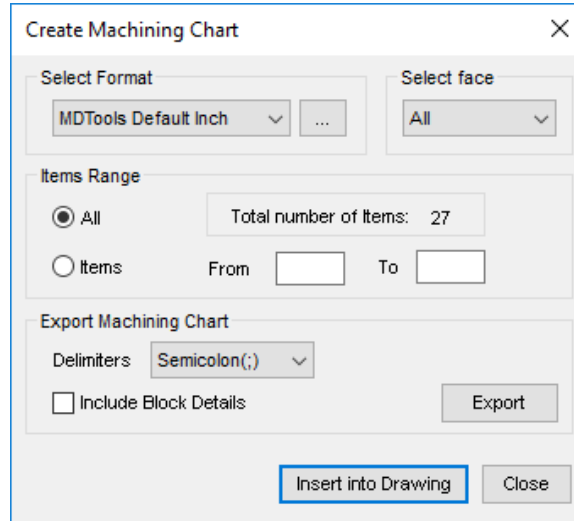 Create Machining Chart
Select Format
Select face
MDTools Default Inch
...
All
Items Range
All
Total number of Items: 27
Items
From
To
Export Machining Chart
Delimiters
Semicolon(;)
Include Block Details
Export
Insert into Drawing
Close